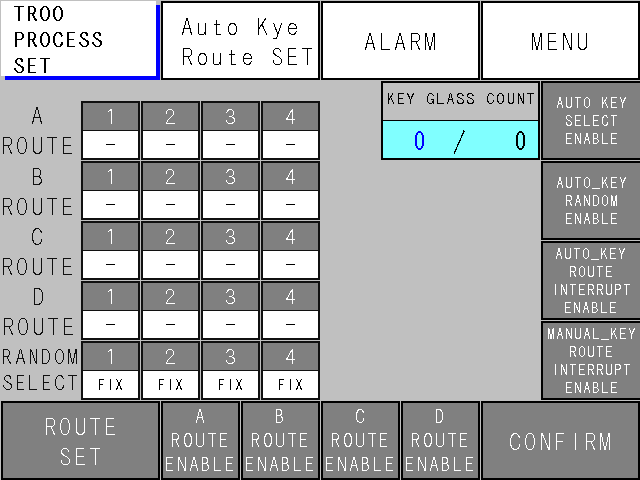 TROO
PROCESS
SET
Auto Kye
Route SET
ALARM
MENU
KEY GLASS COUNT
0 / 0
AUTO KEY
SELECT
ENABLE
A
ROUTE
1 2 3 4
- - - -
B
ROUTE
1 2 3 4
- - - -
AUTO_KEY
RANDOM
ENABLE
C
ROUTE
1 2 3 4
- - - -
AUTO_KEY
ROUTE
INTERRUPT
ENABLE
D
ROUTE
1 2 3 4
- - - -
RANDOM
SELECT
1 2 3 4
FIX FIX FIX FIX
MANUAL_KEY
ROUTE
INTERRUPT
ENABLE
ROUTE
SET
A
ROUTE
ENABLE
B
ROUTE
ENABLE
C
ROUTE
ENABLE
D
ROUTE
ENABLE
CONFIRM